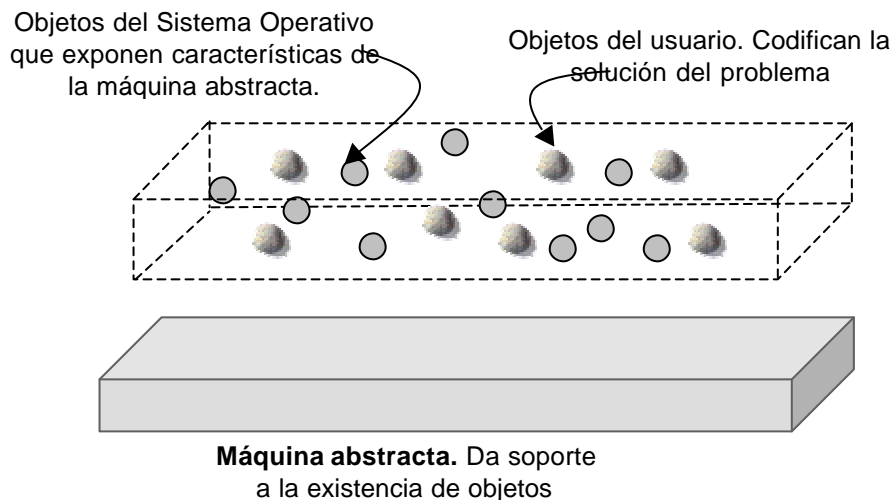 Objetos del Sistema Operativo
que exponen características de
la máquina abstracta.
Objetos del usuario. Codifican la
solución del problema
Máquina abstracta. Da soporte
a la existencia de objetos